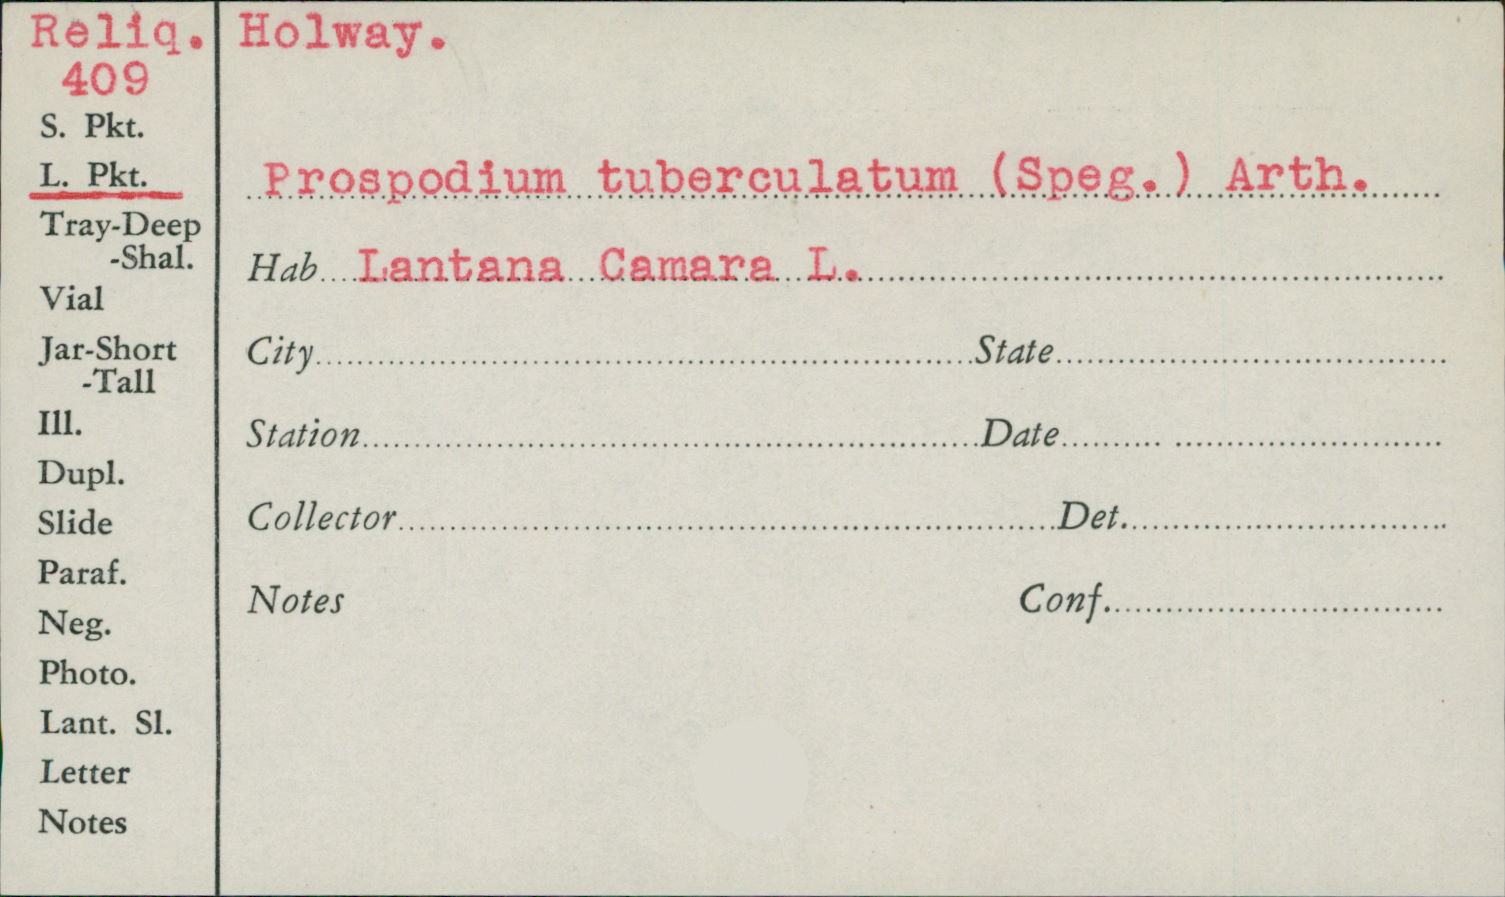 Reliq. Holway.
409
S. Pkt.
L. Pkt.
Tray-Deep
-Shal.
Vial
Jar-Short
-Tall
Ill.
Dupl.
Slide
Paraf.
Neg.
Photo.
Lant. Sl.
Letter
Notes
Prospodium tuberculatum (Speg.) Arth.
Hab Lantana Camara L.
City State
Station Date
Collector Det.
Notes Conf.